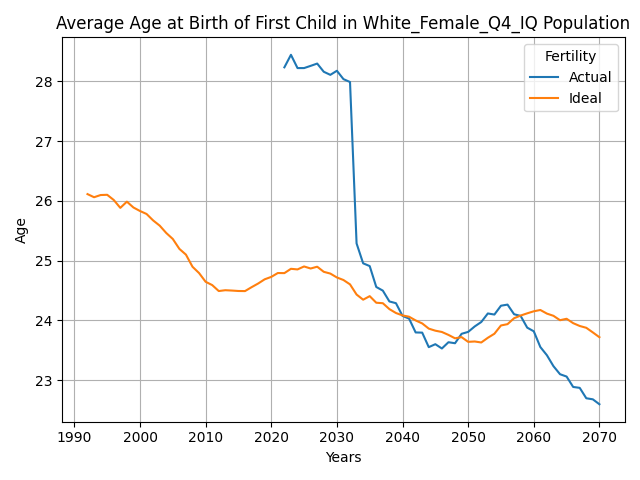 Average Age at Birth of First Child in White_Female_Q4_IQ Population
Fertility
Actual
Ideal
Age
28
27
26
25
24
23
1990
2000
2010
2020
2030
2040
2050
2060
2070
Years